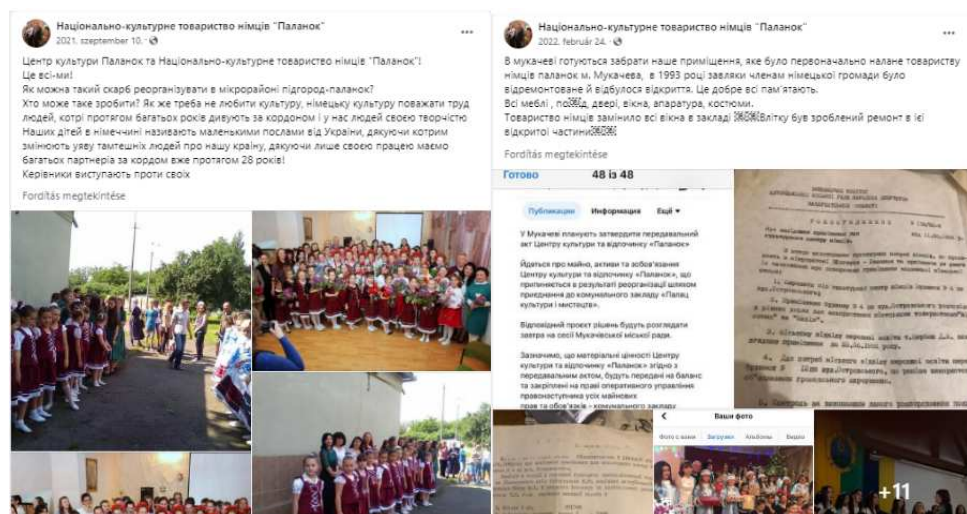 Національно-культурне товариство німців "Паланок"
2021. szeptember 10.
Центр культури Паланок та Національно-культурне товариство німців "Паланок"!
Це всі-ми!
Як можна такий скарб реорганізувати в мікрорайоні підгород-паланок?
Хто може таке зробити? Як же треба не любити культуру, німецьку культуру поважати труд
людей, котрі протягом багатьох років дивують за кордоном і у нас людей своєю творчістю
Наших дітей в німеччині називають маленькими послами від України, дякуючи котрим
змінюють уяву тамтешніх людей про нашу країну, дякуючи лише своєю працею маємо
багатьох партнеріа за кордом вже протягом 28 років!
Керівники виступають проти своїх
Fordítás megtekintése
Національно-культурне товариство німців "Паланок"
2022. február 24.
В мукачеві готуються забрати наше приміщення, яке було первоначально налане товариству
німців паланок м. Мукачева, в 1993 році завляки членам німецької громади було
відремонтоване й відбулося відкриття. Це добре всі пам'ятають.
Всі меблі , под, двері, вікна, апаратура, костюми.
Товариство німців замінило всі вікна в закладі Влітку був зроблений ремонт в ієі
відкритоі частини
Fordítás megtekintése
Готово 48 із 48
Публикации Информация Ещё
У Мукачеві планують затвердити передавальний
акт Центру культури та відпочинку «Паланок»
Йдеться про майно, активи та зобов'язання
Центру культури та відпочинку «Паланок», що
припиняється в результаті реорганізації шляхом
приєднання до комунального закладу «Палац
культури і мистецтв».
Відповідний проєкт рішень будуть розглядати
завтра на сесії Мукачівської міської ради.
Зазначимо, що матеріальні цінності Центру
культури та відпочинку «Паланок» згідно з
передавальним актом, будуть передані на баланс
та закріплені на праві оперативного управління
правонаступника усіх майнових
прав та обов'язків - комунального закладу
Ваши фото
Фото с вами Загрузки Альбомы Видео
+11